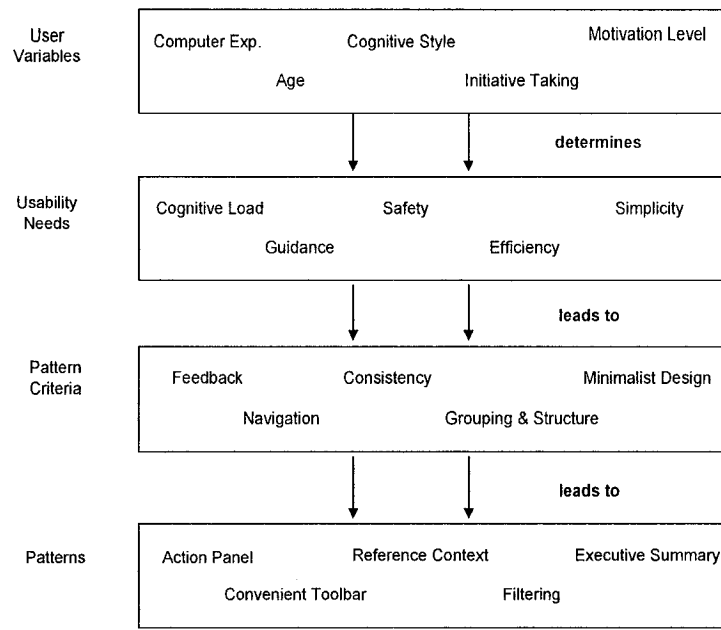 User
Variables
Computer Exp. Cognitive Style Motivation Level
Age Initiative Taking
determines
Usability
Needs
Cognitive Load Safety Simplicity
Guidance Efficiency
leads to
Pattern
Criteria
Feedback Consistency Minimalist Design
Navigation Grouping & Structure
leads to
Patterns
Action Panel Reference Context Executive Summary
Convenient Toolbar Filtering